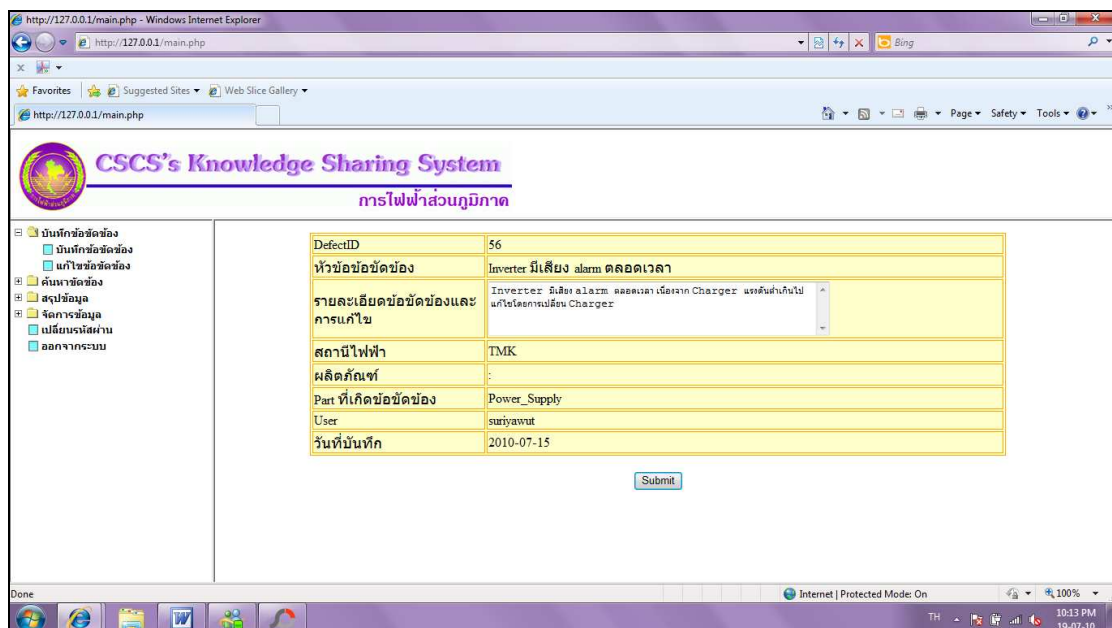 http://127.0.0.1/main.php - Windows Internet Explorer
http://127.0.0.1/main.php
Bing
Favorites Suggested Sites Web Slice Gallery
http://127.0.0.1/main.php
Page Safety Tools
CSCS's Knowledge Sharing System
การไฟฟ้าส่วนภูมิภาค
บันทึกข้อขัดข้อง
บันทึกข้อขัดข้อง
แก้ไขข้อขัดข้อง
ค้นหาขัดข้อง
สรุปข้อมูล
จัดการข้อมูล
เปลี่ยนรหัสผ่าน
ออกจากระบบ
DefectID 56
หัวข้อข้อขัดข้อง Inverter มีเสียง alarm ตลอดเวลา
รายละเอียดข้อขัดข้องและ
การแก้ไข
Inverter มีเสียง alarm ตลอดเวลา เนื่องจาก Charger แรงดันต่ำเกินไป
แก้ไขโดยการเปลี่ยน Charger
สถานีไฟฟ้า TMK
ผลิตภัณฑ์ :
Part ที่เกิดข้อขัดข้อง Power_Supply
User suriyawut
วันที่บันทึก 2010-07-15
Submit
Done Internet | Protected Mode: On 100%
TH 10:13 PM
19-07-10